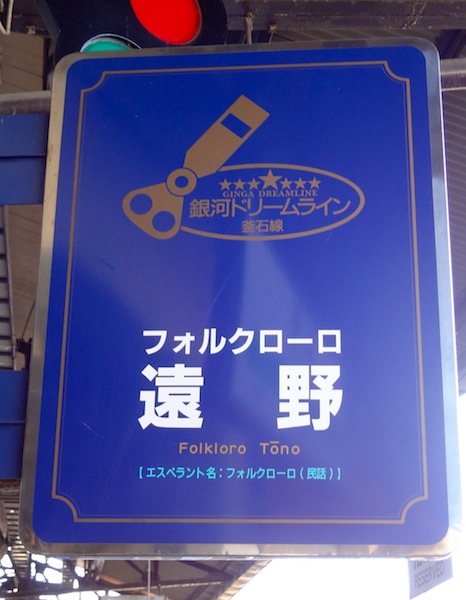 ★★★★★★★
GINGA DREAMLINE
銀河ドリームライン
釜石線
フォルクローロ
遠野
Folkloro Tōno
【エスペラント名：フォルクローロ(民話)】
RESERVED